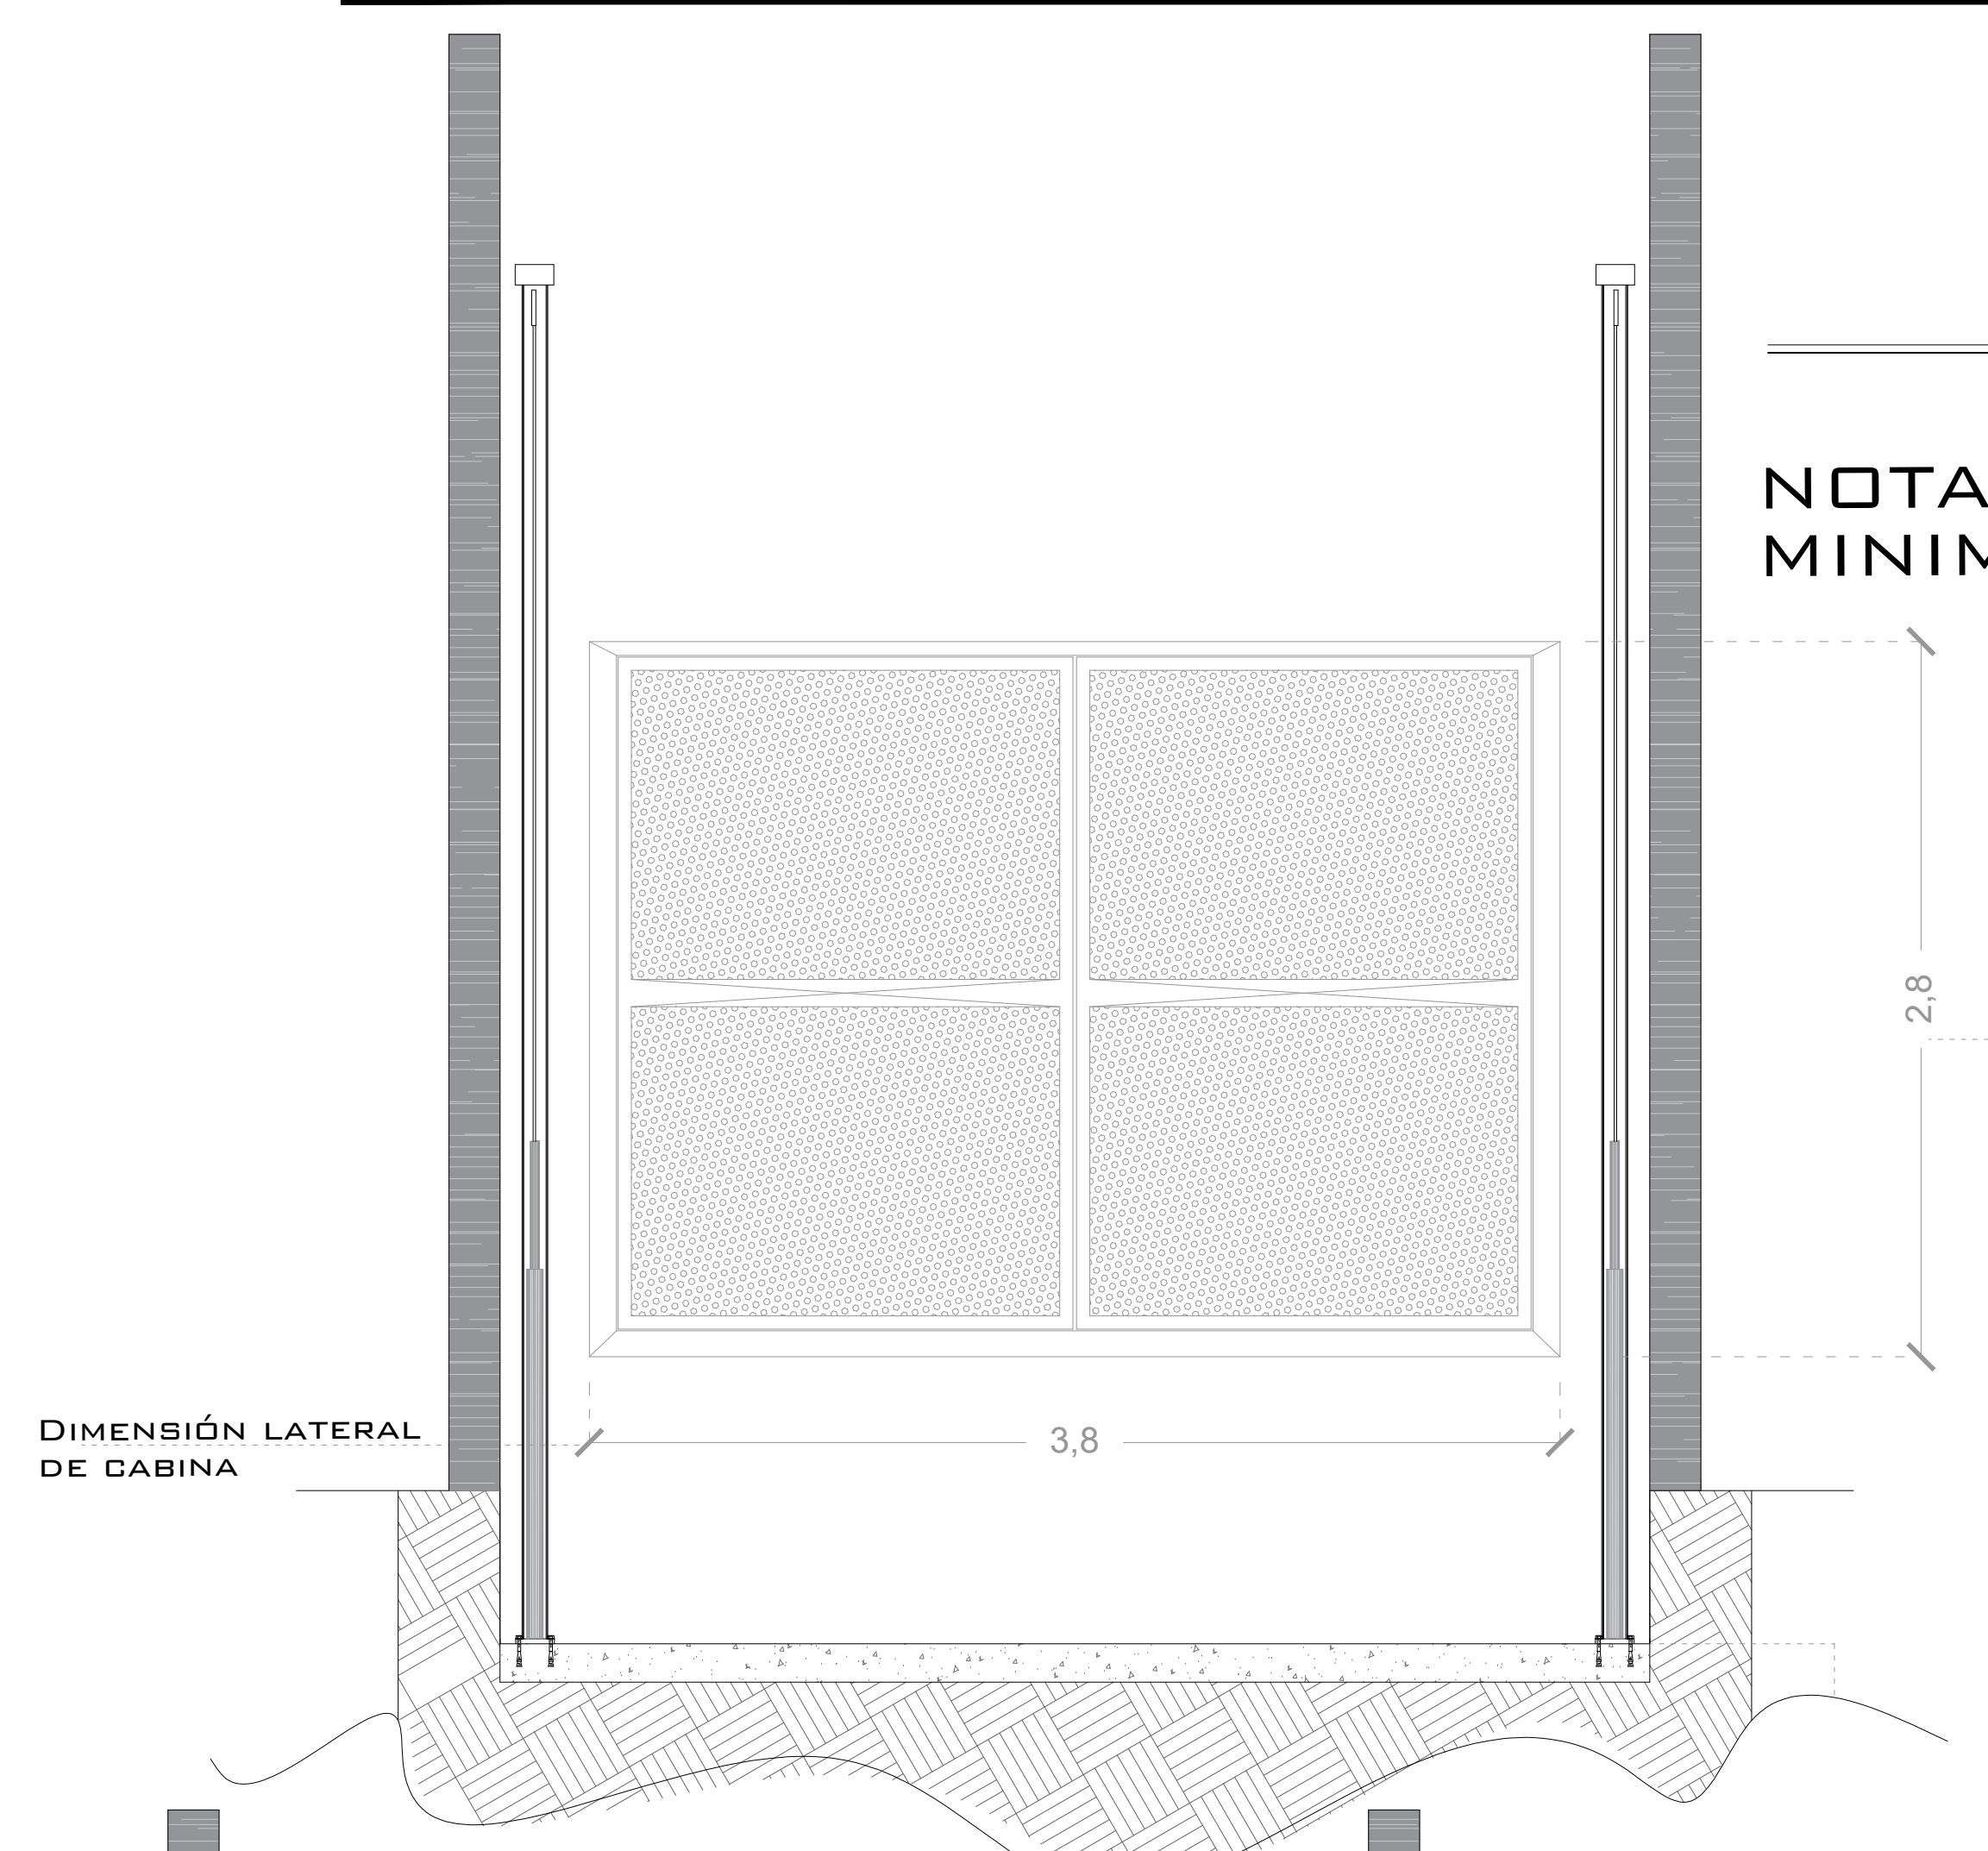 NOTA
MINIM
2,8
3,8
Dimensión lateral
de cabina